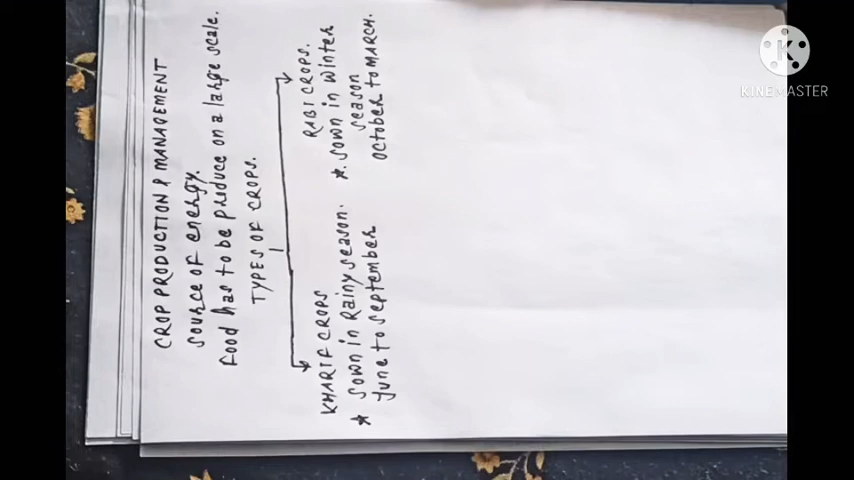 CROP PRODUCTION & MANAGEMENT
source of energy.
Food has to be produce on a large scale.
TYPES OF CROPS.
KHARIF CROPS
* Sown in Rainy season.
June to september
RABI CROPS.
* Sown in winter
season
October to MARCH.
KINEMASTER